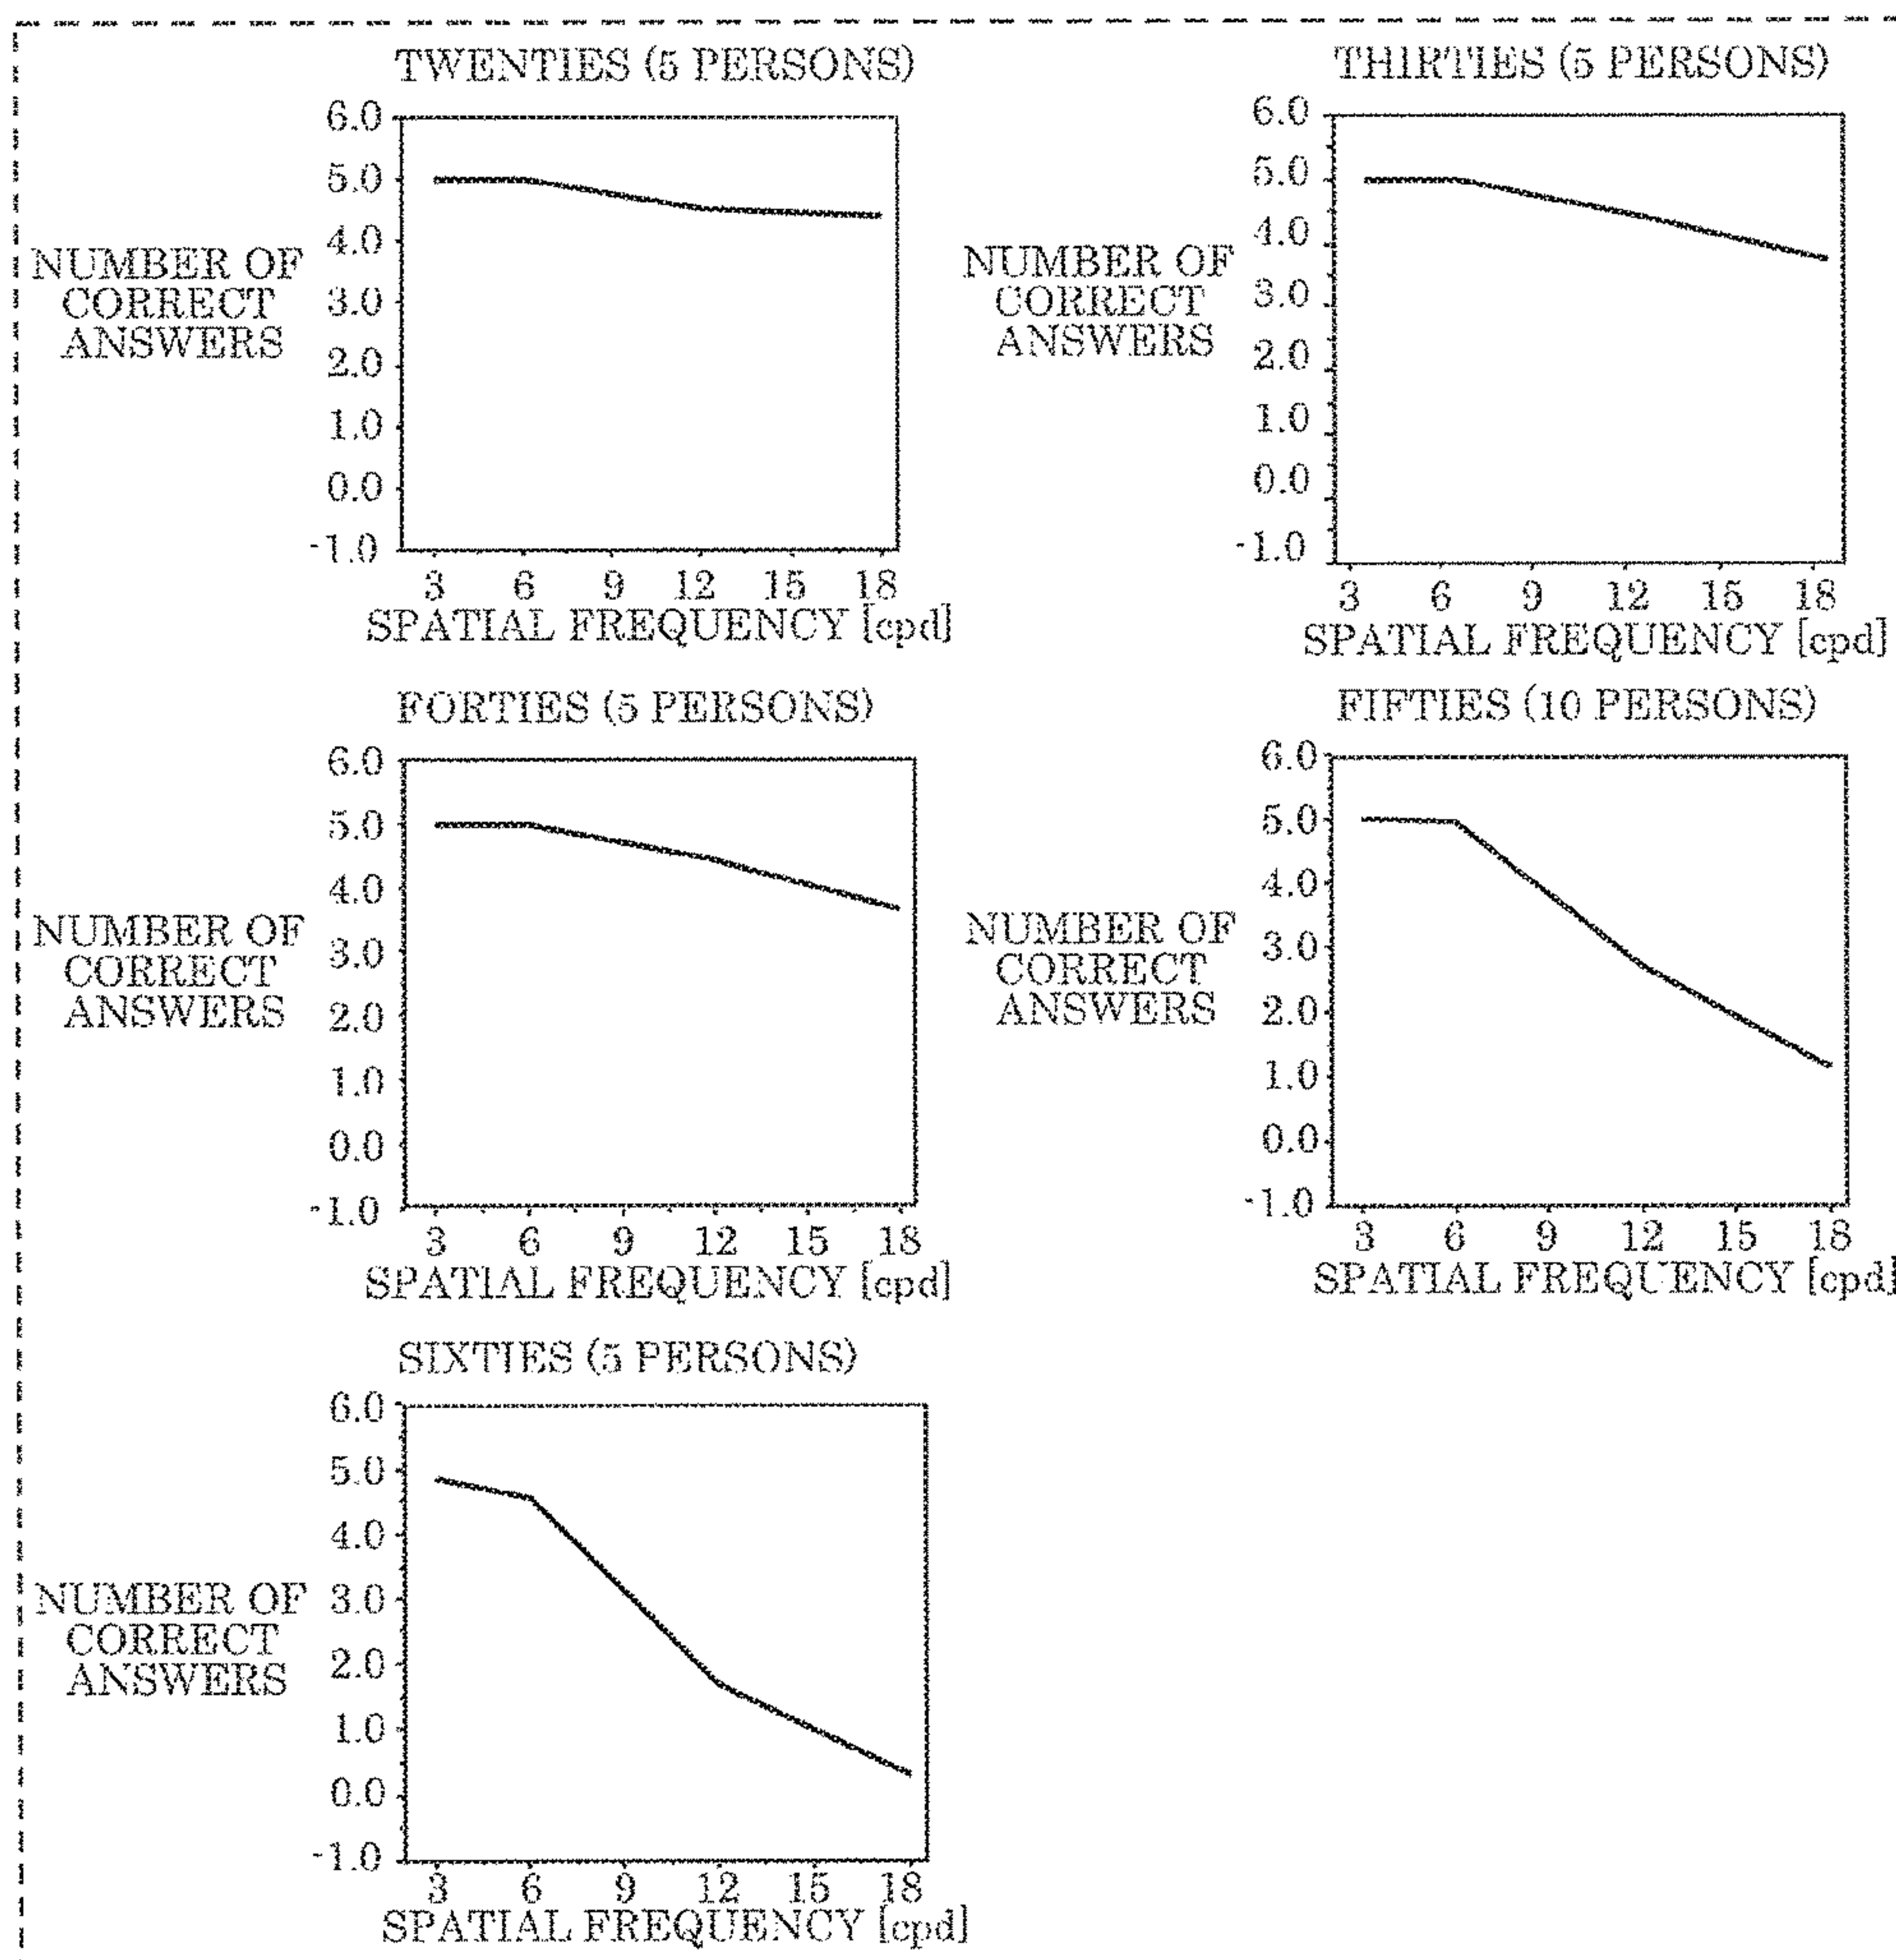 TWENTIES (5 PERSONS)
NUMBER OF
CORRECT
ANSWERS
6.0
5.0
4.0
3.0
2.0
1.0
0.0
-1.0
3 6 9 12 15 18
SPATIAL FREQUENCY [cpd]
THIRTIES (5 PERSONS)
NUMBER OF
CORRECT
ANSWERS
6.0
5.0
4.0
3.0
2.0
1.0
0.0
-1.0
3 6 9 12 15 18
SPATIAL FREQUENCY [cpd]
FORTIES (5 PERSONS)
NUMBER OF
CORRECT
ANSWERS
6.0
5.0
4.0
3.0
2.0
1.0
0.0
-1.0
3 6 9 12 15 18
SPATIAL FREQUENCY [cpd]
FIFTIES (10 PERSONS)
NUMBER OF
CORRECT
ANSWERS
6.0
5.0
4.0
3.0
2.0
1.0
0.0
-1.0
3 6 9 12 15 18
SPATIAL FREQUENCY [cpd]
SIXTIES (5 PERSONS)
NUMBER OF
CORRECT
ANSWERS
6.0
5.0
4.0
3.0
2.0
1.0
0.0
-1.0
3 6 9 12 15 18
SPATIAL FREQUENCY [cpd]